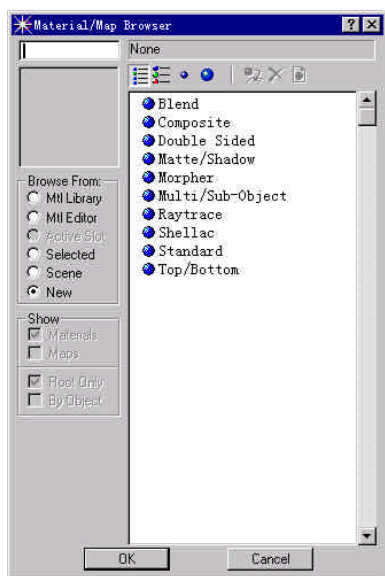 Material/Map Browser
None
Blend
Composite
Double Sided
Matte/Shadow
Morpher
Multi/Sub-Object
Raytrace
Shellac
Standard
Top/Bottom
Browse From:
Mtl Library
Mtl Editor
Active Slot
Selected
Scene
New
Show
Materials
Maps
Root Only
By Object
OK
Cancel